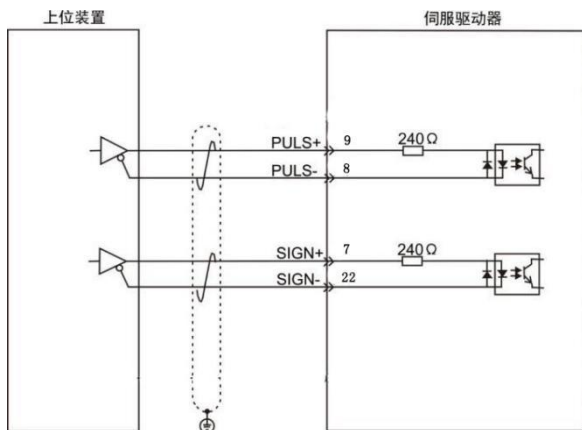 上位装置 伺服驱动器
PULS+ 9 240Ω
PULS- 8
SIGN+ 7 240Ω
SIGN- 22